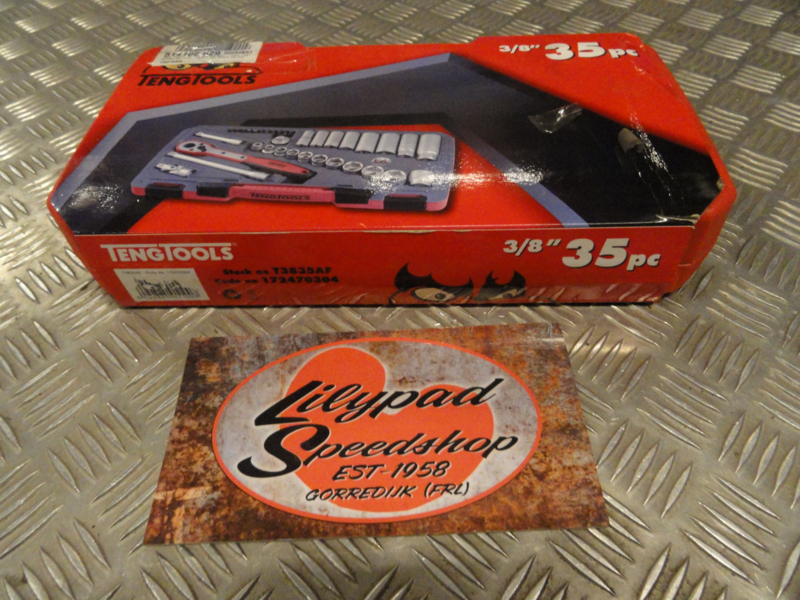 3/8" 35pc
TENGTOOLS
TENGTOOLS
TENGTOOLS
3/8" 35pc
Stock no T3835AF
Code no 172470304
Lilypad
Speedshop
EST-1958
GORREDIJK (FRL)